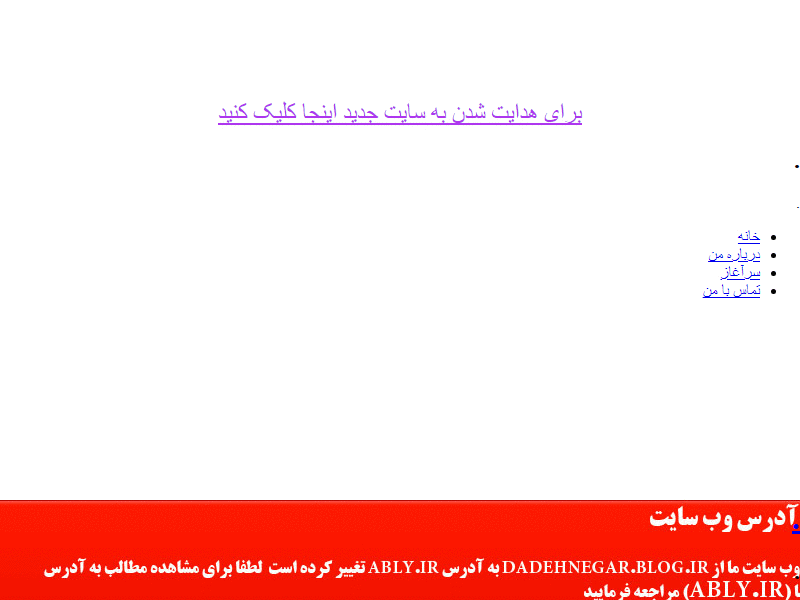 برای هدایت شدن به سایت جدید اینجا کلیک کنید
.
.
خانه
درباره من
سرآغاز
تماس با من
آدرس وب سایت
وب سایت ما از DADEHNEGAR.BLOG.IR به آدرس ABLY.IR تغییر کرده است لطفا برای مشاهده مطالب به آدرس
(ABLY.IR) مراجعه فرمایید